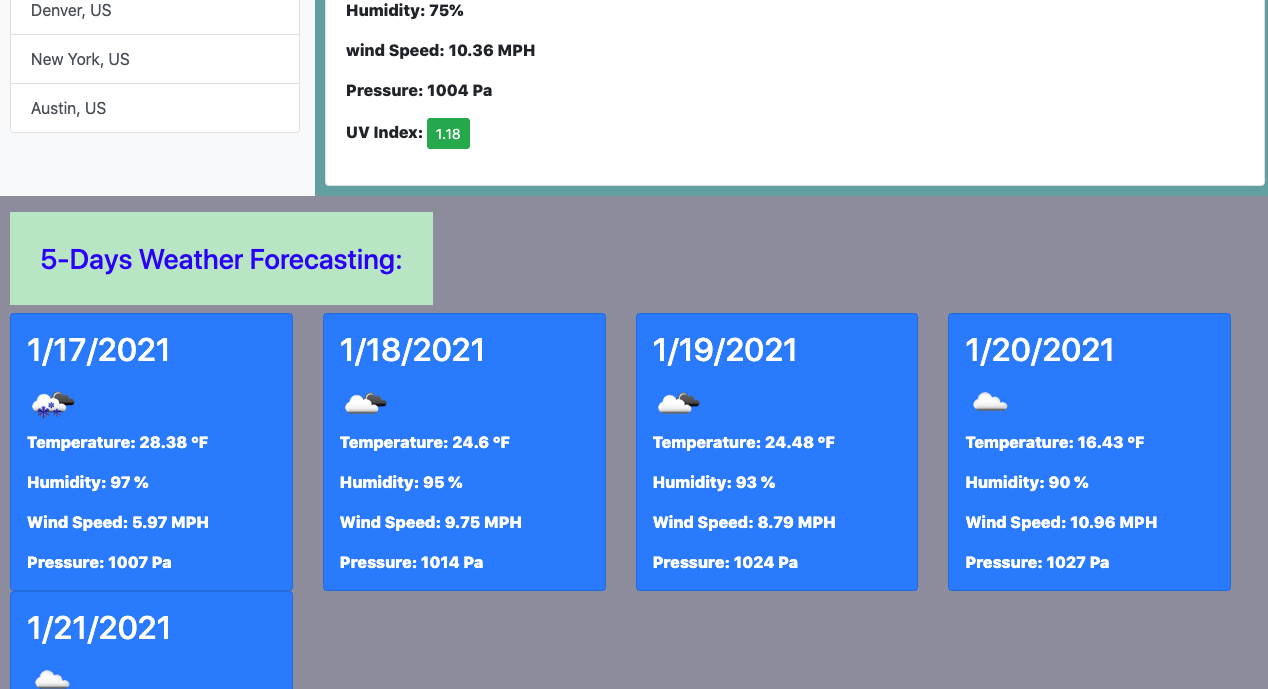 Denver, US
New York, US
Austin, US
Humidity: 75%
wind Speed: 10.36 MPH
Pressure: 1004 Pa
UV Index: 1.18
5-Days Weather Forecasting:
1/17/2021
Temperature: 28.38 ºF
Humidity: 97 %
Wind Speed: 5.97 MPH
Pressure: 1007 Pa
1/18/2021
Temperature: 24.6 ºF
Humidity: 95 %
Wind Speed: 9.75 MPH
Pressure: 1014 Pa
1/19/2021
Temperature: 24.48 ºF
Humidity: 93 %
Wind Speed: 8.79 MPH
Pressure: 1024 Pa
1/20/2021
Temperature: 16.43 ºF
Humidity: 90 %
Wind Speed: 10.96 MPH
Pressure: 1027 Pa
1/21/2021